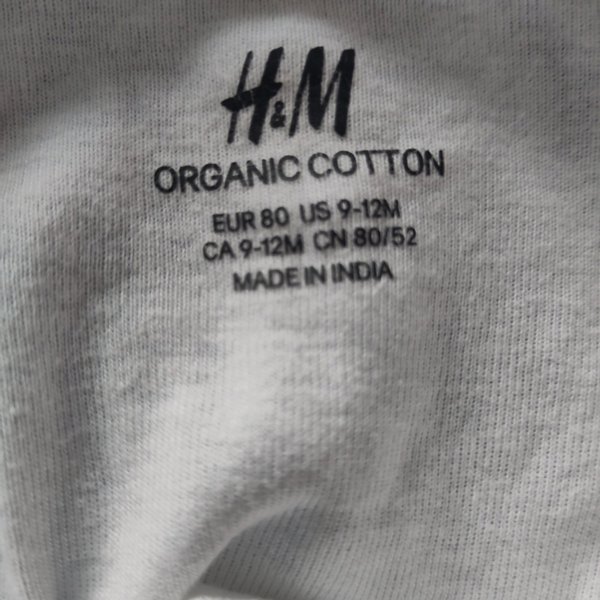 H&M
ORGANIC COTTON
EUR 80 US 9-12M
CA 9-12M CN 80/52
MADE IN INDIA